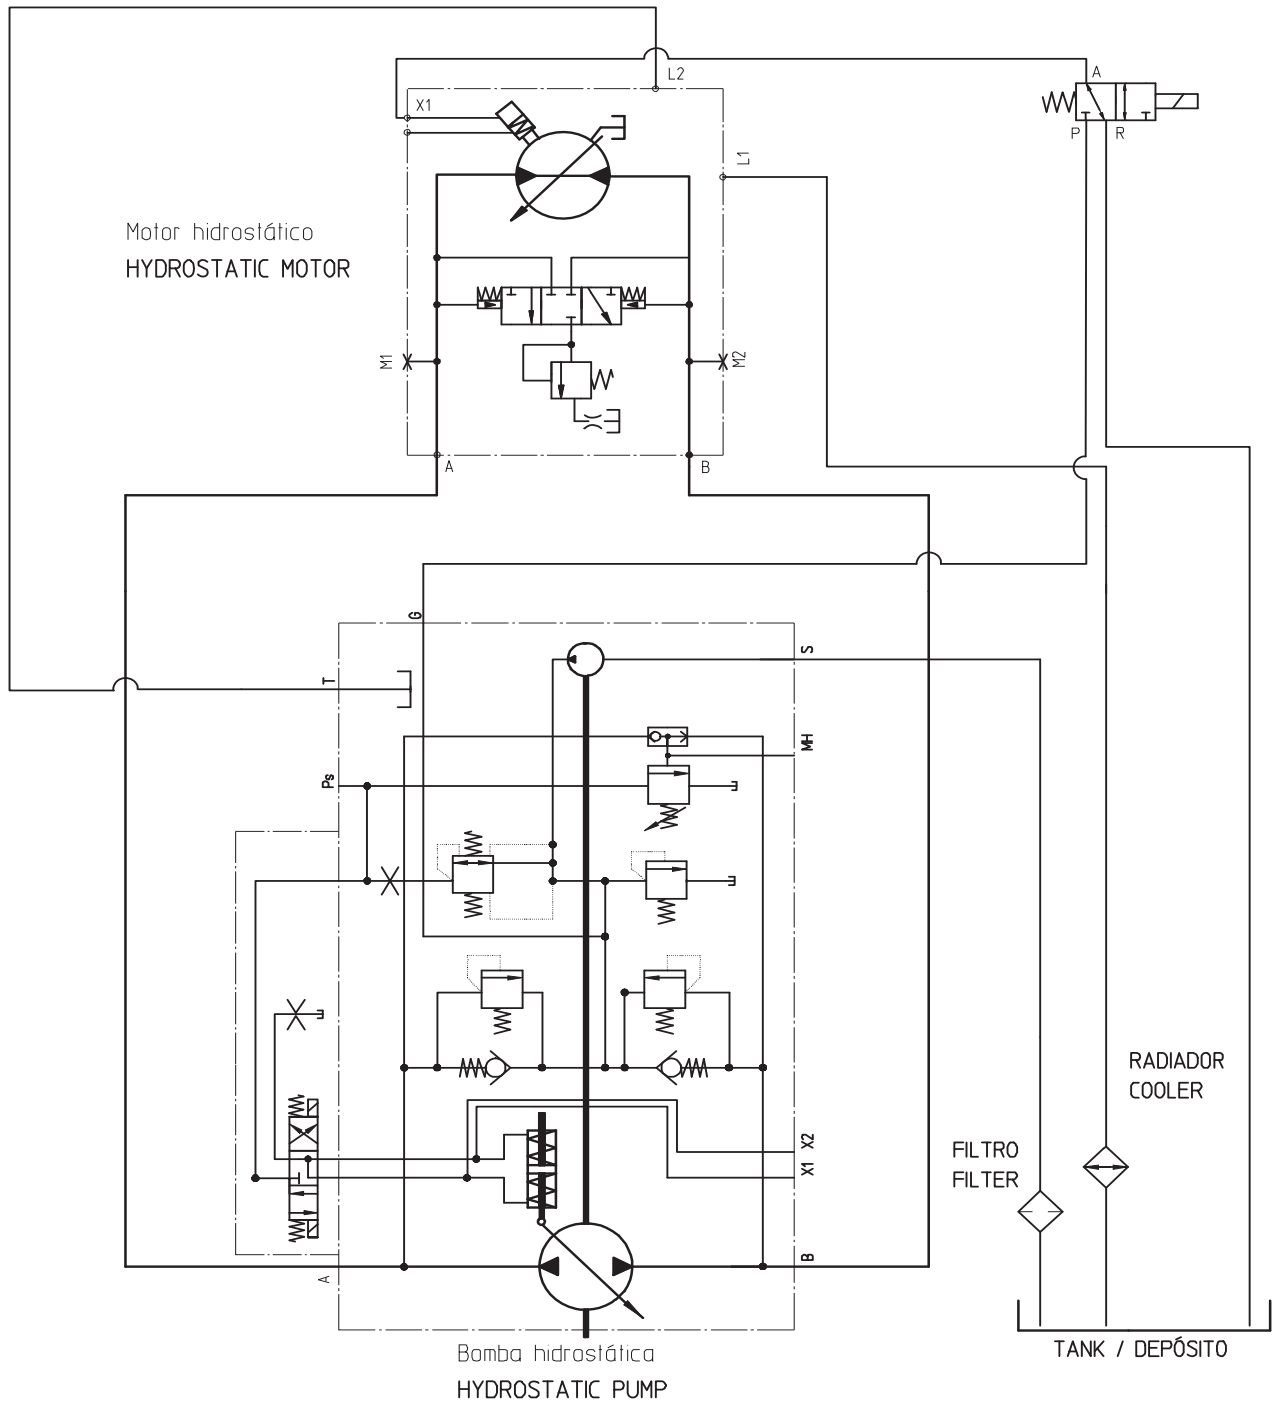 L2
A
X1
P
R
L1
Motor hidrostático
HYDROSTATIC MOTOR
M1
M2
A
B
G
S
T
MH
Ps
RADIADOR
COOLER
X2
FILTRO
X1
FILTER
B
A
TANK / DEPÓSITO
Bomba hidrostática
HYDROSTATIC PUMP